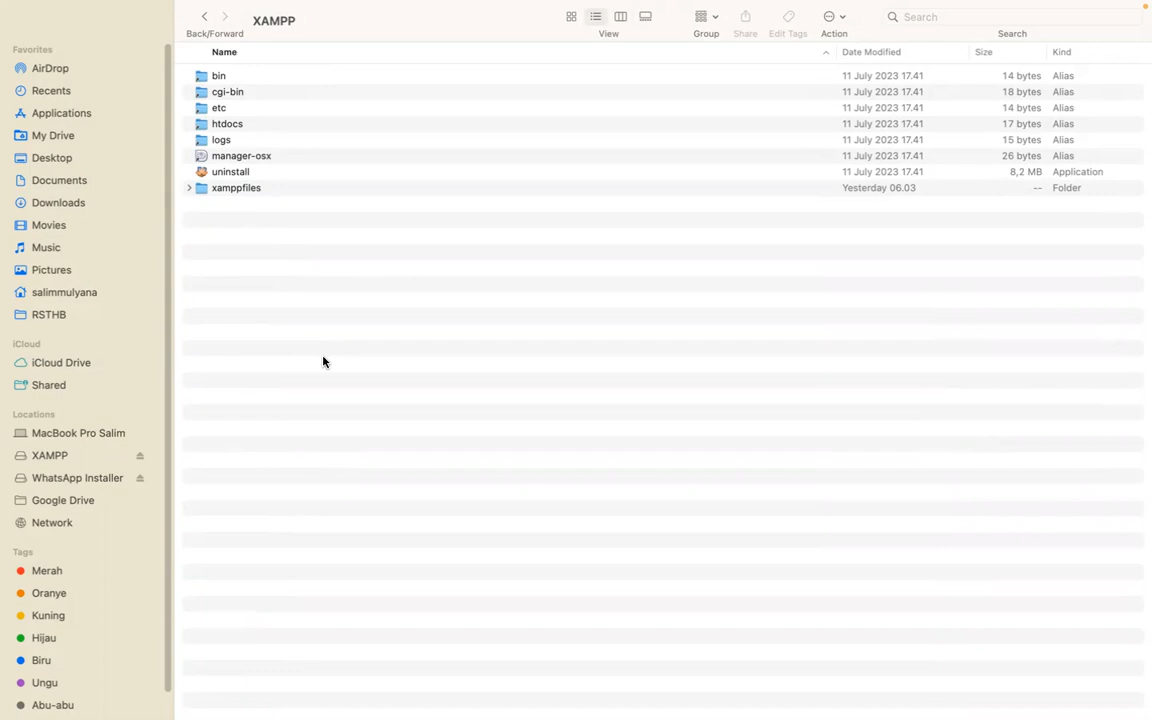 XAMPP
Back/Forward
View
Group
Share
Edit Tags
Action
Search
Search
Favorites
AirDrop
Recents
Applications
My Drive
Desktop
Documents
Downloads
Movies
Music
Pictures
salimmulyana
RSTHB
iCloud
iCloud Drive
Shared
Locations
MacBook Pro Salim
XAMPP
WhatsApp Installer
Google Drive
Network
Tags
Merah
Oranye
Kuning
Hijau
Biru
Ungu
Abu-abu
Name Date Modified Size Kind
bin 11 July 2023 17.41 14 bytes Alias
cgi-bin 11 July 2023 17.41 18 bytes Alias
etc 11 July 2023 17.41 14 bytes Alias
htdocs 11 July 2023 17.41 17 bytes Alias
logs 11 July 2023 17.41 15 bytes Alias
manager-osx 11 July 2023 17.41 26 bytes Alias
uninstall 11 July 2023 17.41 8,2 MB Application
xamppfiles Yesterday 06.03 -- Folder